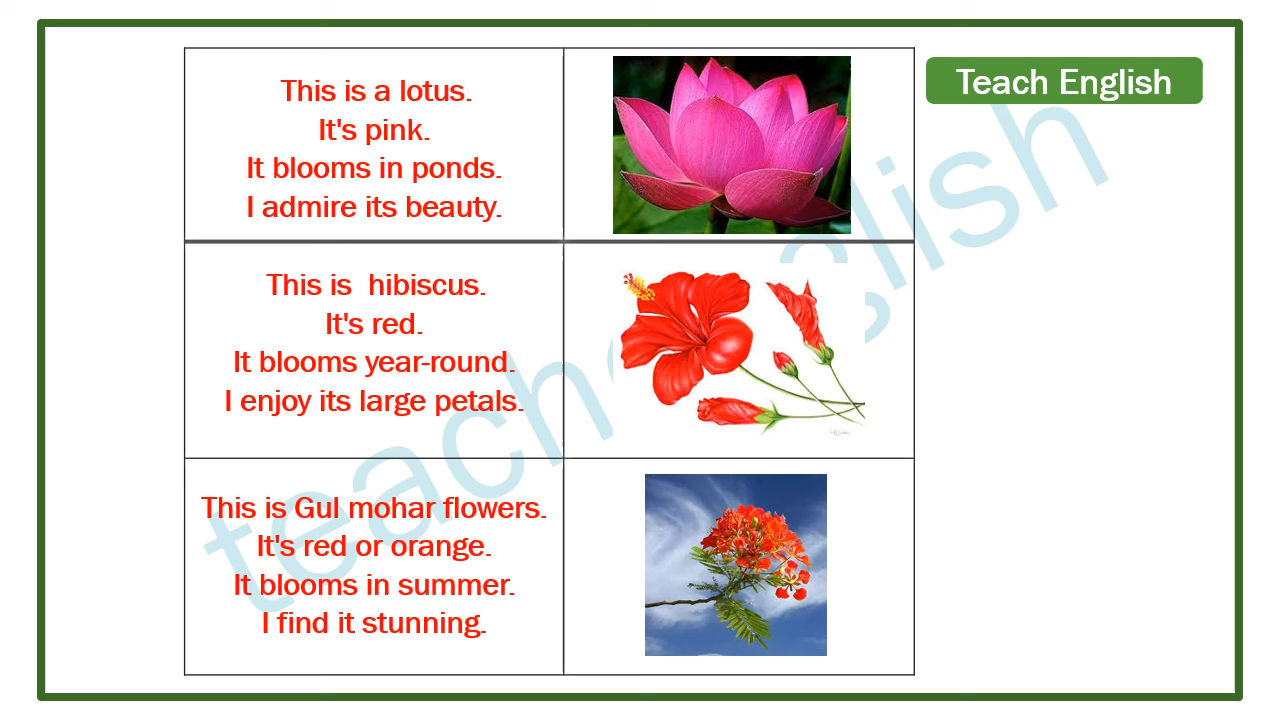 This is a lotus.
It's pink.
It blooms in ponds.
I admire its beauty.
Teach English
This is  hibiscus.
It's red.
It blooms year-round.
I enjoy its large petals.
This is Gul mohar flowers.
It's red or orange.
It blooms in summer.
I find it stunning.